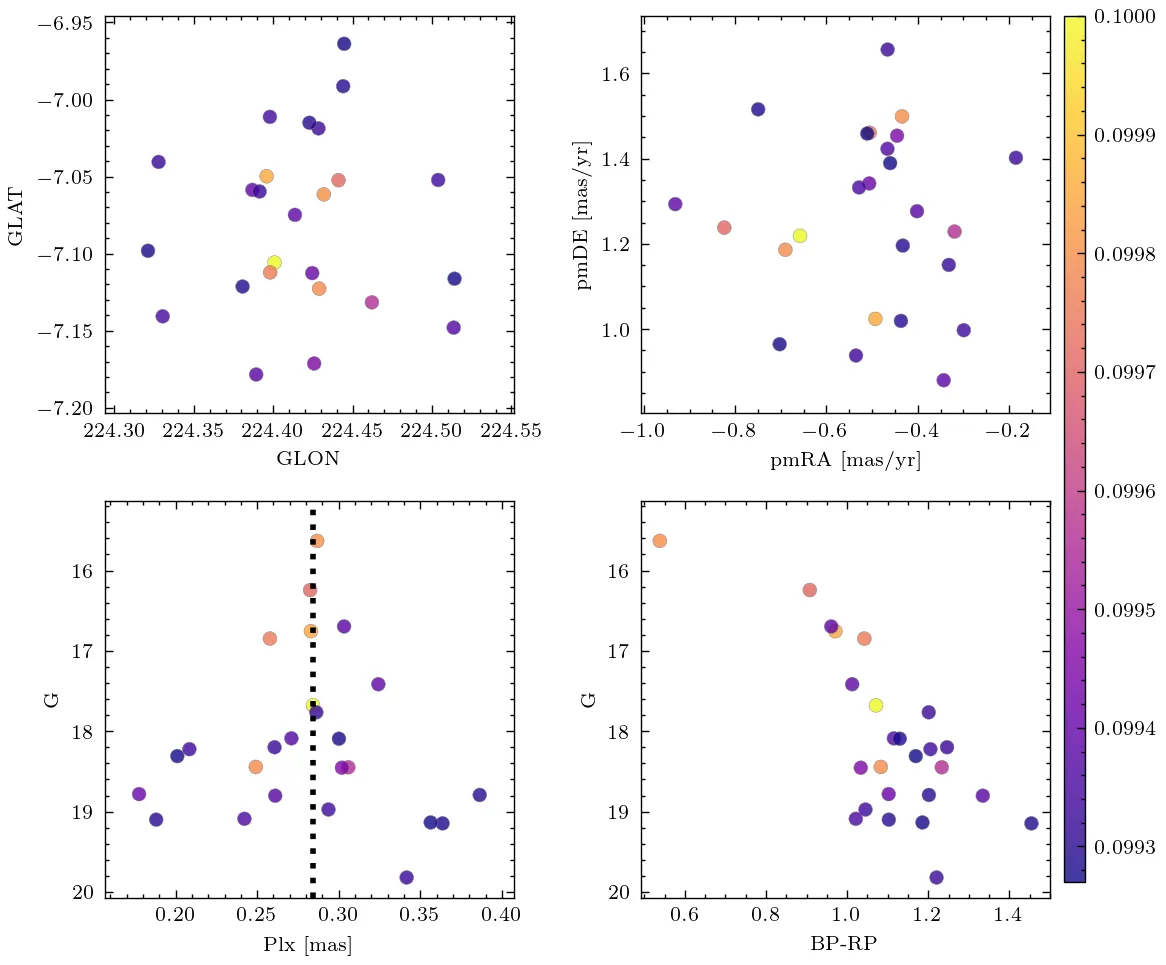 −6.95
−7.00
−7.05
−7.10
−7.15
−7.20
GLAT
224.30 224.35 224.40 224.45 224.50 224.55
GLON
1.6
1.4
1.2
1.0
pmDE [mas/yr]
−1.0 −0.8 −0.6 −0.4 −0.2
pmRA [mas/yr]
16
17
18
19
20
G
0.20 0.25 0.30 0.35 0.40
Plx [mas]
16
17
18
19
20
G
0.6 0.8 1.0 1.2 1.4
BP-RP
0.1000
0.0999
0.0998
0.0997
0.0996
0.0995
0.0994
0.0993